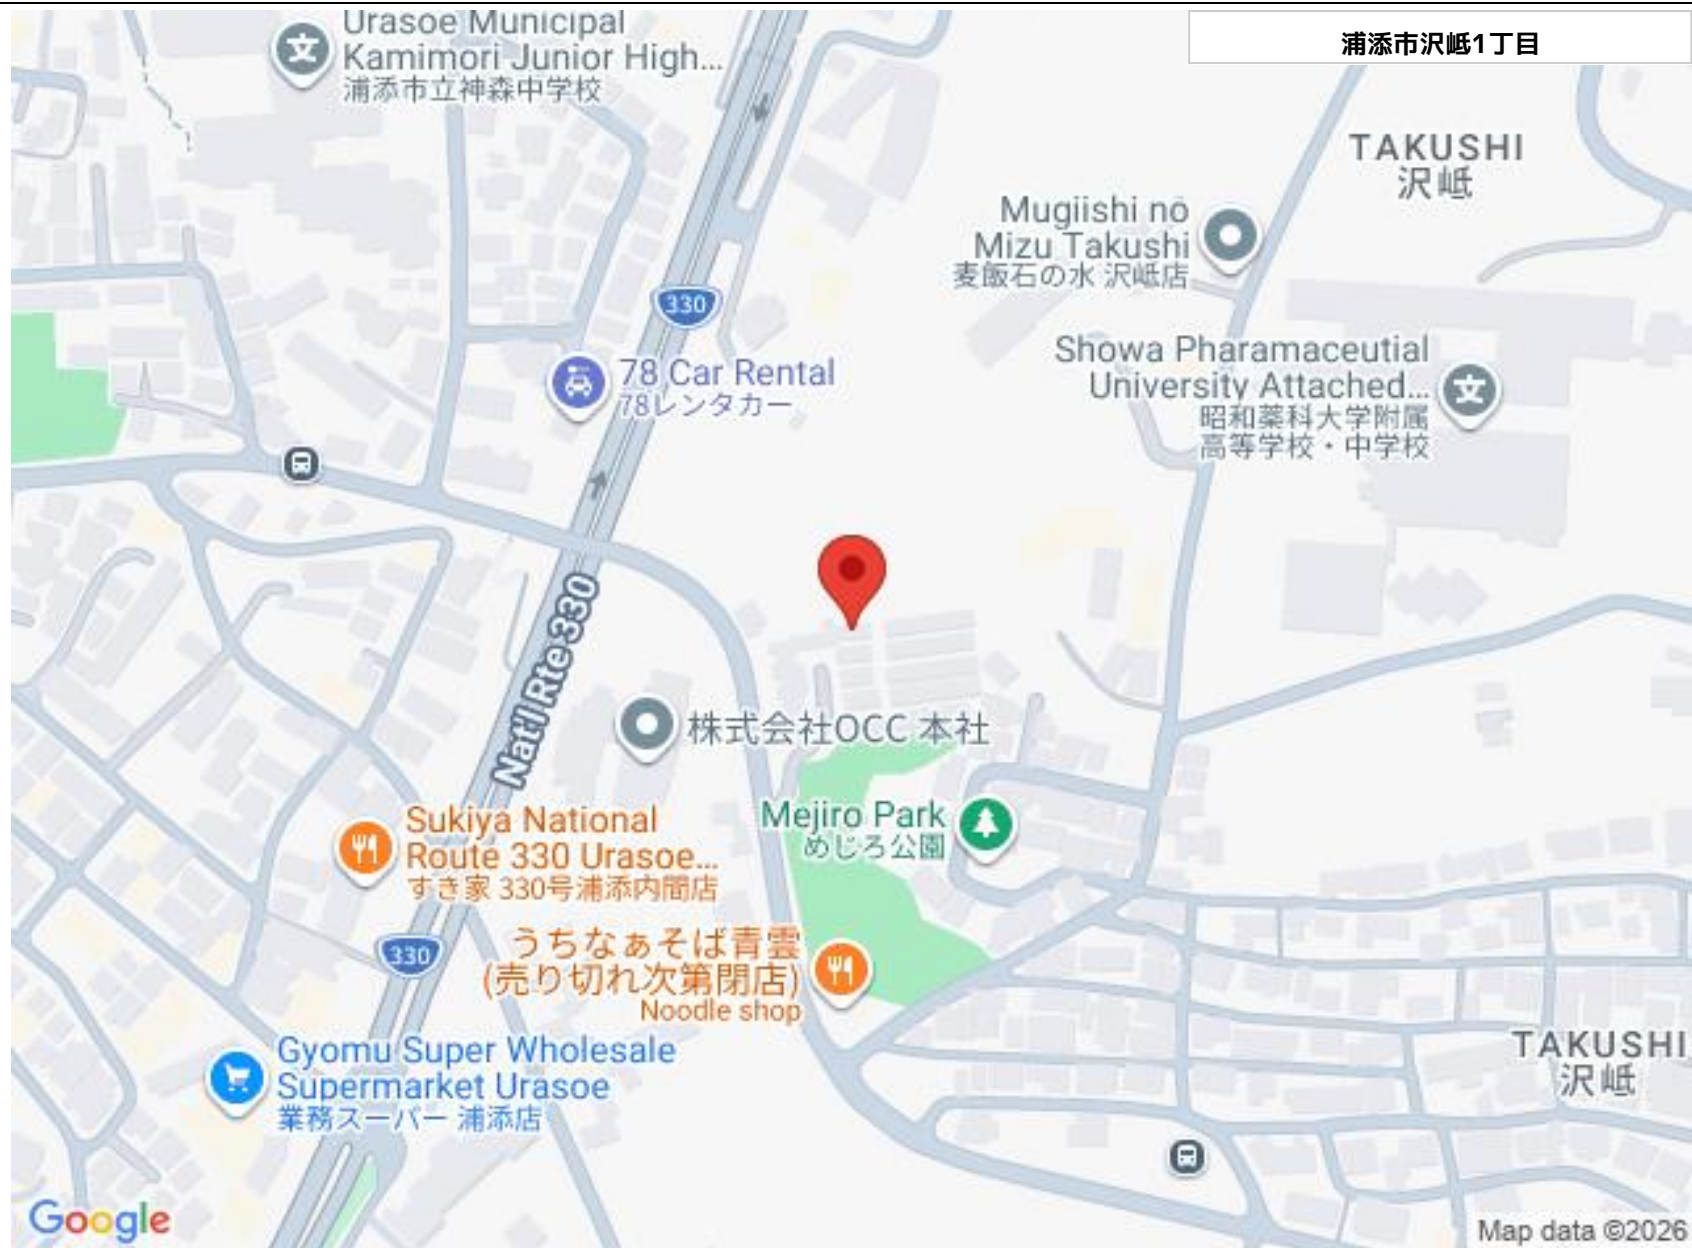 浦添市沢岻1丁目
Urasoe Municipal
Kamimori Junior High...
浦添市立神森中学校
TAKUSHI
沢岻
Mugiishi no
Mizu Takushi
麦飯石の水 沢岻店
330
78 Car Rental
78レンタカー
Showa Pharamaceutial
University Attached...
昭和薬科大学附属
高等学校・中学校
Nat'l Rte 330
株式会社OCC 本社
Mejiro Park
めじろ公園
Sukiya National
Route 330 Urasoe...
すき家 330号浦添内間店
330
うちなぁそば青雲
(売り切れ次第閉店)
Noodle shop
Gyomu Super Wholesale
Supermarket Urasoe
業務スーパー 浦添店
TAKUSHI
沢岻
Google
Map data ©2026